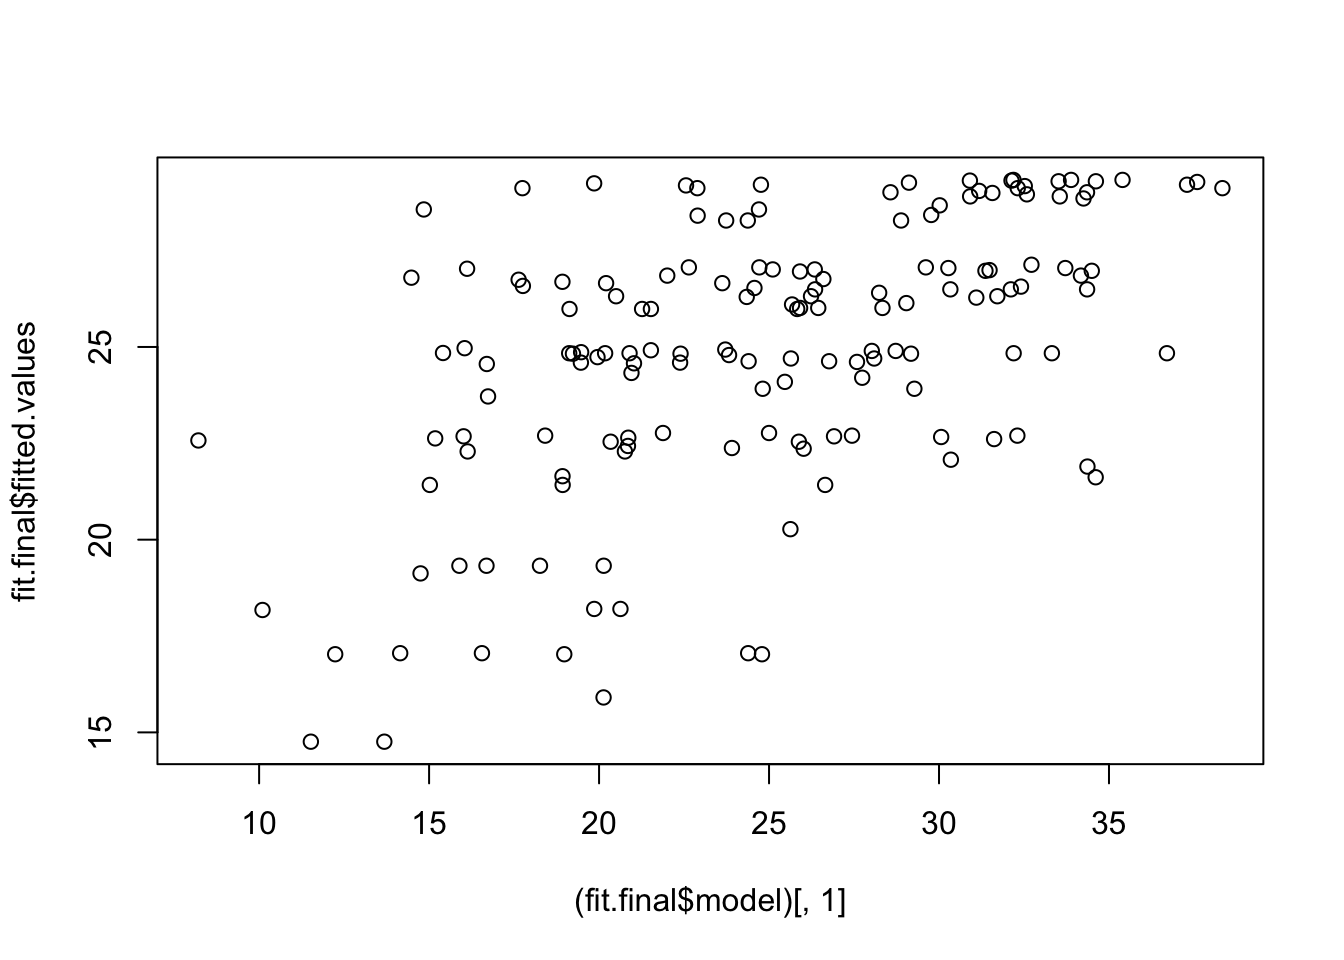 fit.final$fitted.values
25
20
15
10 15 20 25 30 35
(fit.final$model)[, 1]